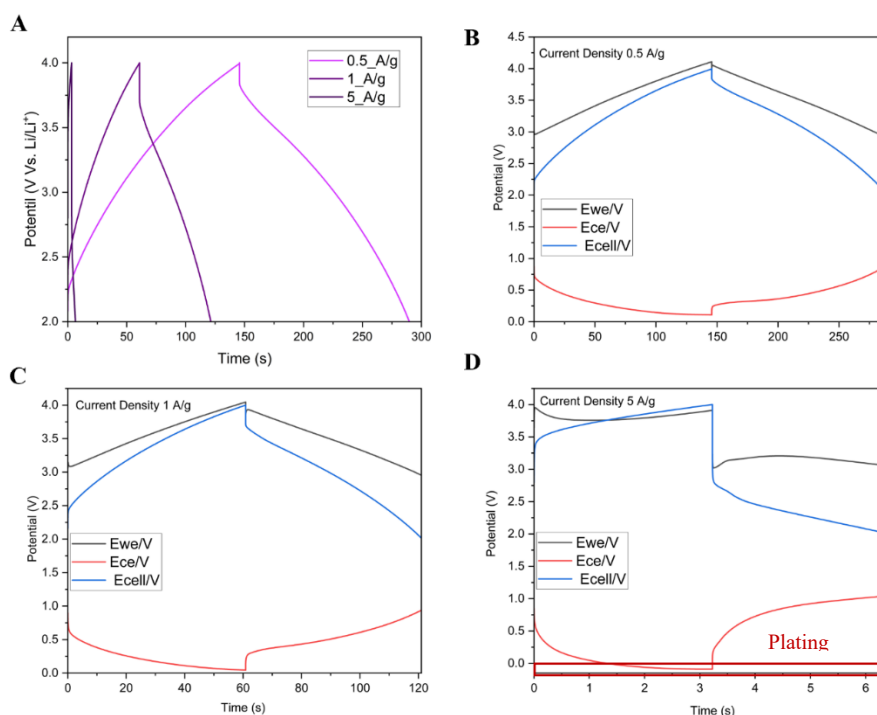 A
Potentil (V Vs. Li/Li⁺)
4.0
3.5
3.0
2.5
2.0
0.5_A/g
1_A/g
5_A/g
0 50 100 150 200 250 300
Time (s)
B
Current Density 0.5 A/g
Potential (V)
4.5
4.0
3.5
3.0
2.5
2.0
1.5
1.0
0.5
0.0
Ewe/V
Ece/V
Ecell/V
0 50 100 150 200 250
Time (s)
C
Current Density 1 A/g
Potential (V)
4.0
3.5
3.0
2.5
2.0
1.5
1.0
0.5
0.0
Ewe/V
Ece/V
Ecell/V
0 20 40 60 80 100 120
Time (s)
D
Current Density 5 A/g
Potential (V)
4.0
3.5
3.0
2.5
2.0
1.5
1.0
0.5
0.0
Ewe/V
Ece/V
Ecell/V
Plating
0 1 2 3 4 5 6
Time (s)